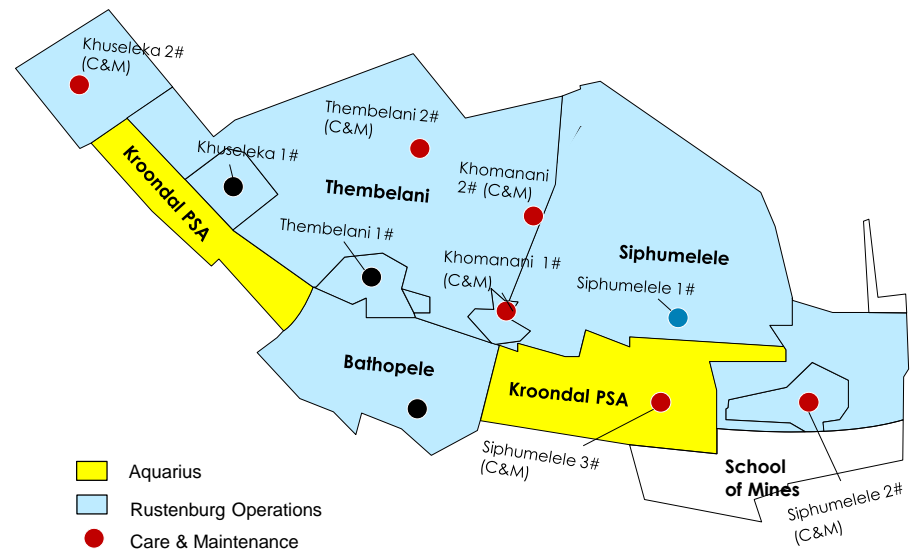 Khuseleka 2#
(C&M)
Thembelani 2#
(C&M)
Khuseleka 1#
Kroondal PSA
Khomanani
2# (C&M)
Thembelani
Thembelani 1#
Khomanani 1#
(C&M)
Siphumelele
Siphumelele 1#
Bathopele
Kroondal PSA
Siphumelele 3#
(C&M)
School
of Mines
Siphumelele 2#
(C&M)
Aquarius
Rustenburg Operations
Care & Maintenance